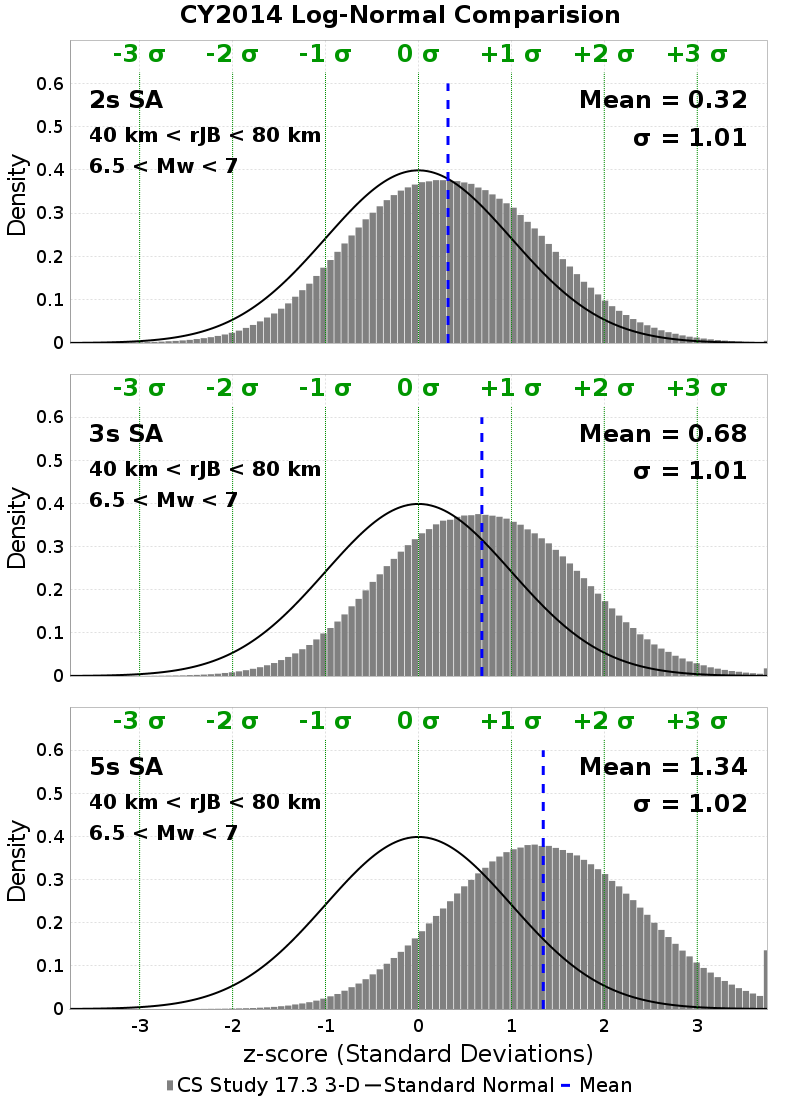 CY2014 Log-Normal Comparision
-3 σ -2 σ -1 σ 0 σ +1 σ +2 σ +3 σ
2s SA
40 km < rJB < 80 km
6.5 < Mw < 7
Mean = 0.32
σ = 1.01
Density
0.6
0.5
0.4
0.3
0.2
0.1
0
-3 σ -2 σ -1 σ 0 σ +1 σ +2 σ +3 σ
3s SA
40 km < rJB < 80 km
6.5 < Mw < 7
Mean = 0.68
σ = 1.01
Density
0.6
0.5
0.4
0.3
0.2
0.1
0
-3 σ -2 σ -1 σ 0 σ +1 σ +2 σ +3 σ
5s SA
40 km < rJB < 80 km
6.5 < Mw < 7
Mean = 1.34
σ = 1.02
Density
0.6
0.5
0.4
0.3
0.2
0.1
0
-3 -2 -1 0 1 2 3
z-score (Standard Deviations)
CS Study 17.3 3-D Standard Normal Mean